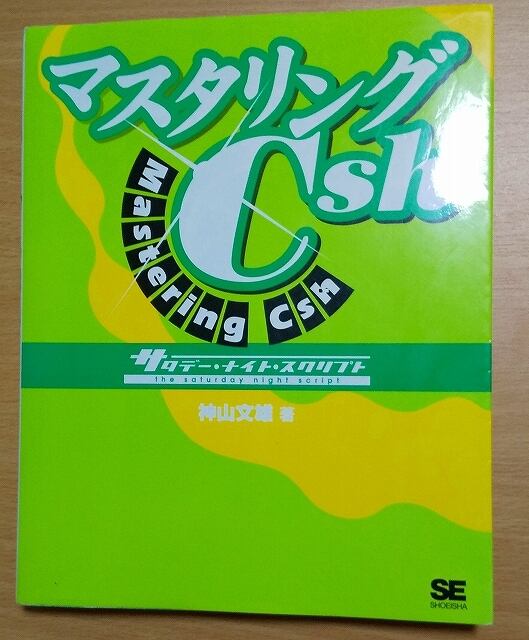 マスタリング
Csh
Mastering Csh
サタデー・ナイト・スクリプト
the saturday night script
神山文雄 著
SE
SHOEISHA